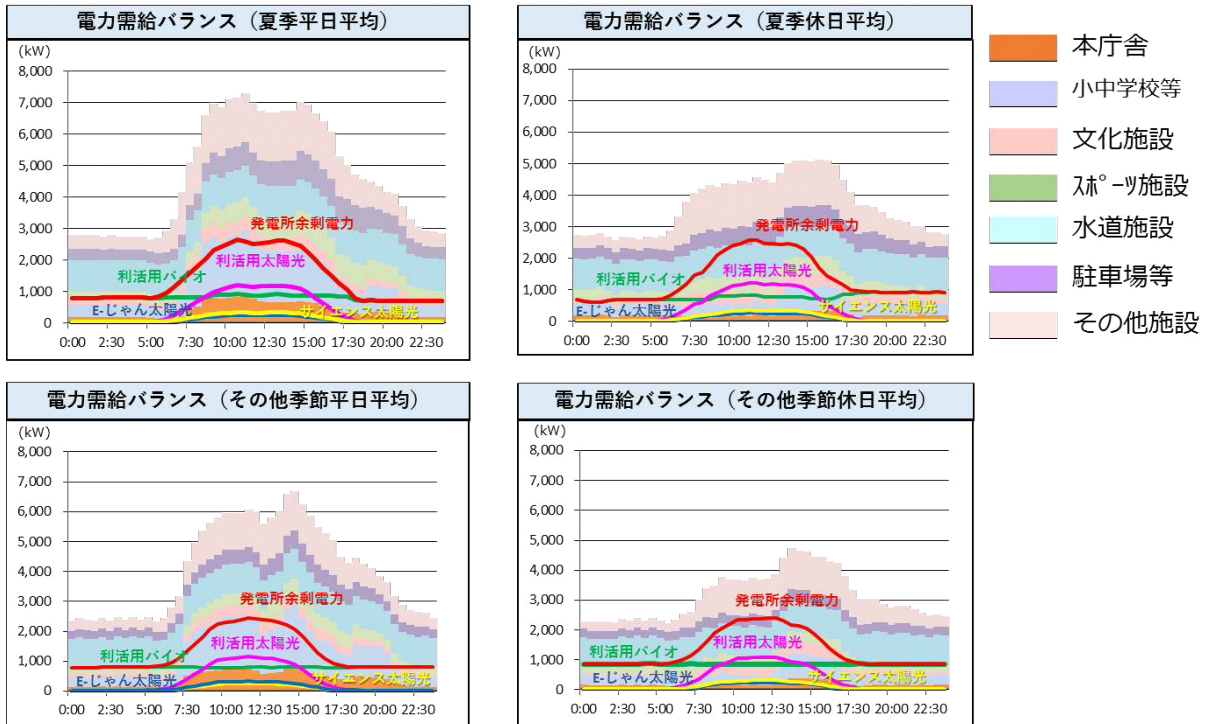 電力需給バランス（夏季平日平均）
(kW)
8,000
7,000
6,000
5,000
4,000
3,000
2,000
1,000
0
発電所余剰電力
利活用太陽光
利活用バイオ
E-じゃん太陽光
サイエンス太陽光
0:00 2:30 5:00 7:30 10:00 12:30 15:00 17:30 20:00 22:30
電力需給バランス（夏季休日平均）
(kW)
8,000
7,000
6,000
5,000
4,000
3,000
2,000
1,000
0
発電所余剰電力
利活用太陽光
利活用バイオ
E-じゃん太陽光
サイエンス太陽光
0:00 2:30 5:00 7:30 10:00 12:30 15:00 17:30 20:00 22:30
本庁舎
小中学校等
文化施設
ｽﾎﾟｰﾂ施設
水道施設
駐車場等
その他施設
電力需給バランス（その他季節平日平均）
(kW)
8,000
7,000
6,000
5,000
4,000
3,000
2,000
1,000
0
発電所余剰電力
利活用太陽光
利活用バイオ
E-じゃん太陽光
サイエンス太陽光
0:00 2:30 5:00 7:30 10:00 12:30 15:00 17:30 20:00 22:30
電力需給バランス（その他季節休日平均）
(kW)
8,000
7,000
6,000
5,000
4,000
3,000
2,000
1,000
0
発電所余剰電力
利活用太陽光
利活用バイオ
E-じゃん太陽光
サイエンス太陽光
0:00 2:30 5:00 7:30 10:00 12:30 15:00 17:30 20:00 22:30